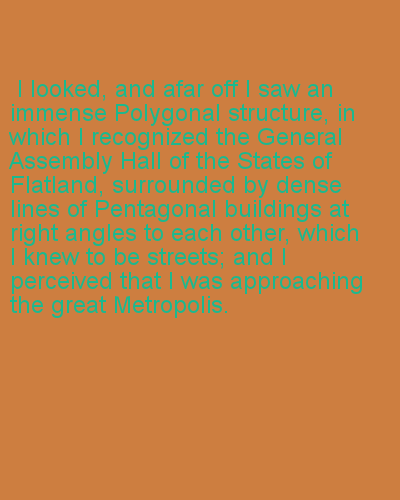 I looked, and afar off I saw an
immense Polygonal structure, in
which I recognized the General
Assembly Hall of the States of
Flatland, surrounded by dense
lines of Pentagonal buildings at
right angles to each other, which
I knew to be streets; and I
perceived that I was approaching
the great Metropolis.